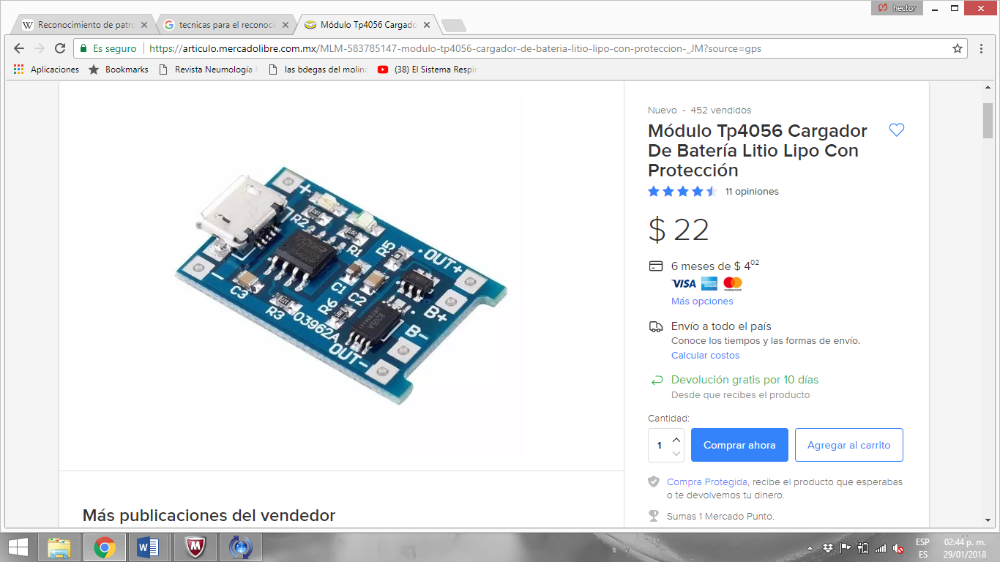 hector
Reconocimiento de patro
tecnicas para el reconoci
Módulo Tp4056 Cargado
Es seguro
https://articulo.mercadolibre.com.mx/MLM-583785147-modulo-tp4056-cargador-de-bateria-litio-lipo-con-proteccion-_JM?source=gps
Aplicaciones
Bookmarks
Revista Neumología
las bdegas del molino
(38) El Sistema Respir
Nuevo - 452 vendidos
Módulo Tp4056 Cargador
De Batería Litio Lipo Con
Protección
11 opiniones
$ 22
6 meses de $ 4 02
VISA
mastercard
Más opciones
Envío a todo el país
Conoce los tiempos y las formas de envío.
Calcular costos
Devolución gratis por 10 días
Desde que recibes el producto
Cantidad:
1
Comprar ahora
Agregar al carrito
Compra Protegida, recibe el producto que esperabas
o te devolvemos tu dinero.
Sumas 1 Mercado Punto.
+
R2
R1
R5
OUT+
-
C3
C1
C2
R3
R6
B+
03962A
8205A
B-
OUT-
Más publicaciones del vendedor
ESP
ES
02:44 p. m.
29/01/2018